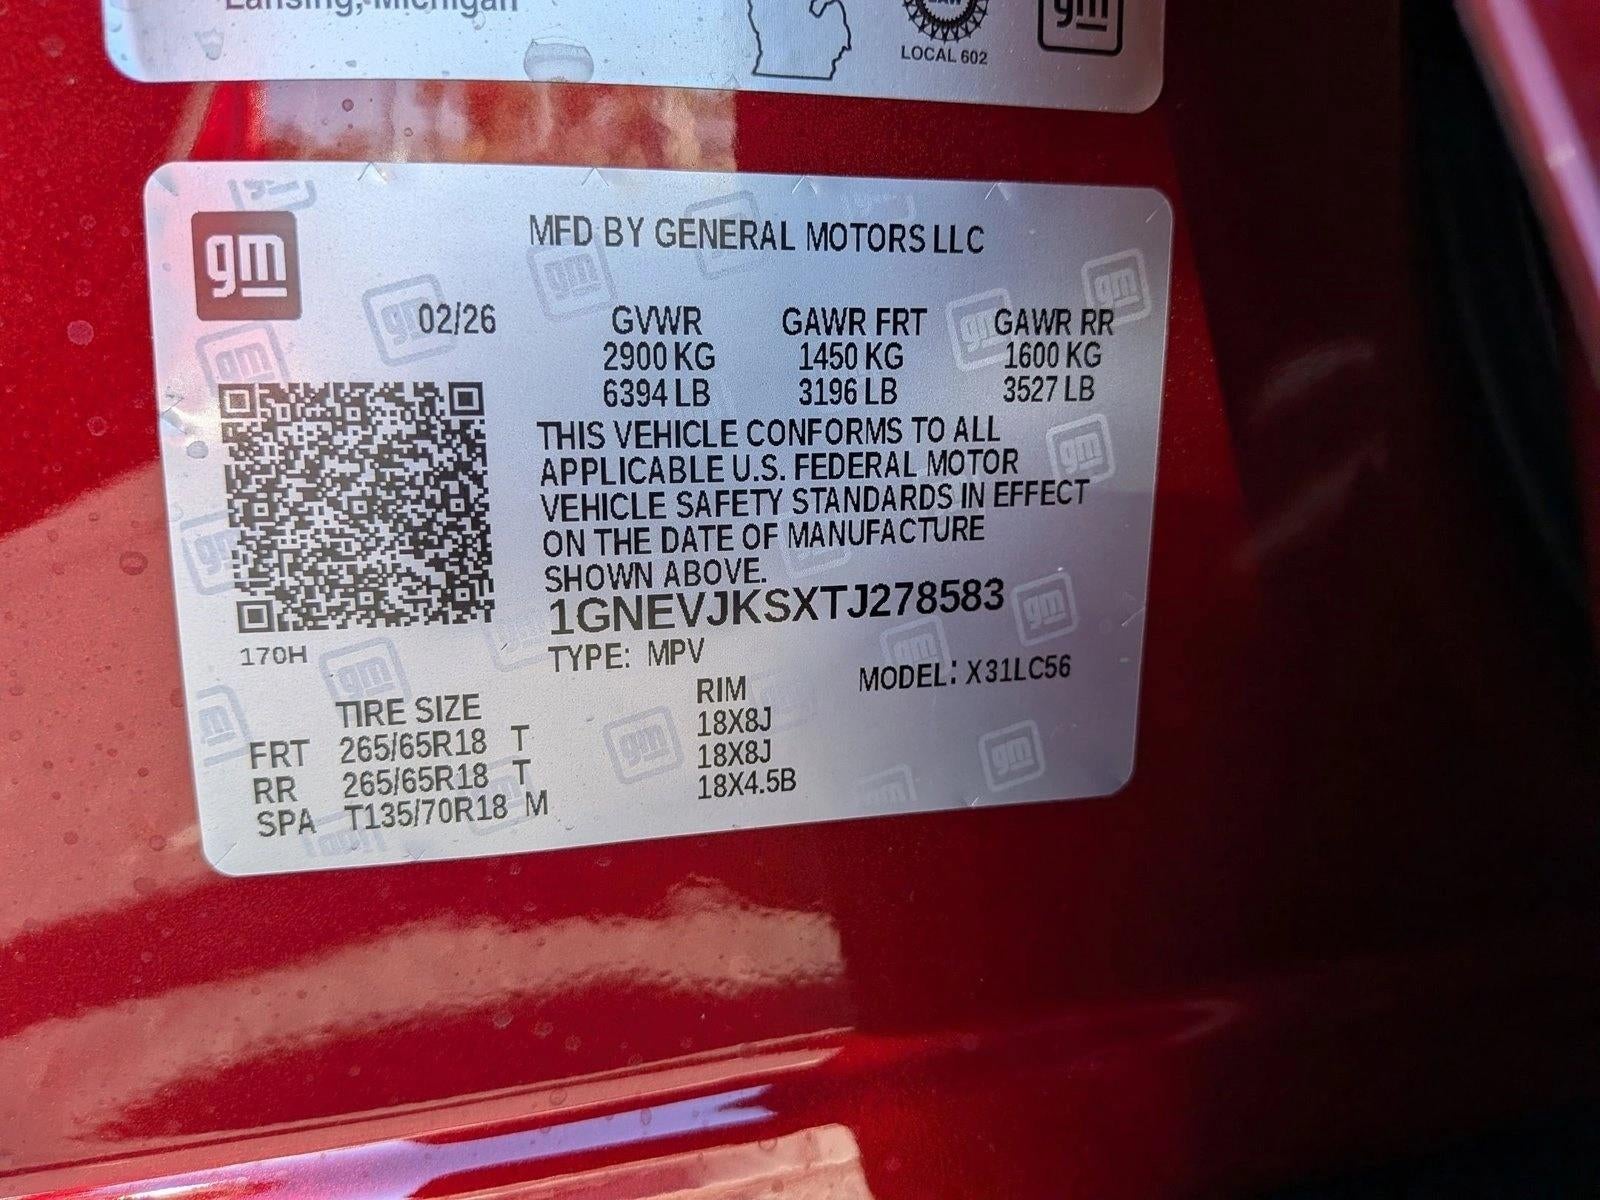 Lansing, Michigan
LOCAL 602
gm
gm
MFD BY GENERAL MOTORS LLC
02/26 GVWR GAWR FRT GAWR RR
2900 KG 1450 KG 1600 KG
6394 LB 3196 LB 3527 LB
THIS VEHICLE CONFORMS TO ALL
APPLICABLE U.S. FEDERAL MOTOR
VEHICLE SAFETY STANDARDS IN EFFECT
ON THE DATE OF MANUFACTURE
SHOWN ABOVE.
1GNEVJKSXTJ278583
170H
TYPE: MPV MODEL: X31LC56
TIRE SIZE RIM
FRT 265/65R18 T 18X8J
RR 265/65R18 T 18X8J
SPA T135/70R18 M 18X4.5B